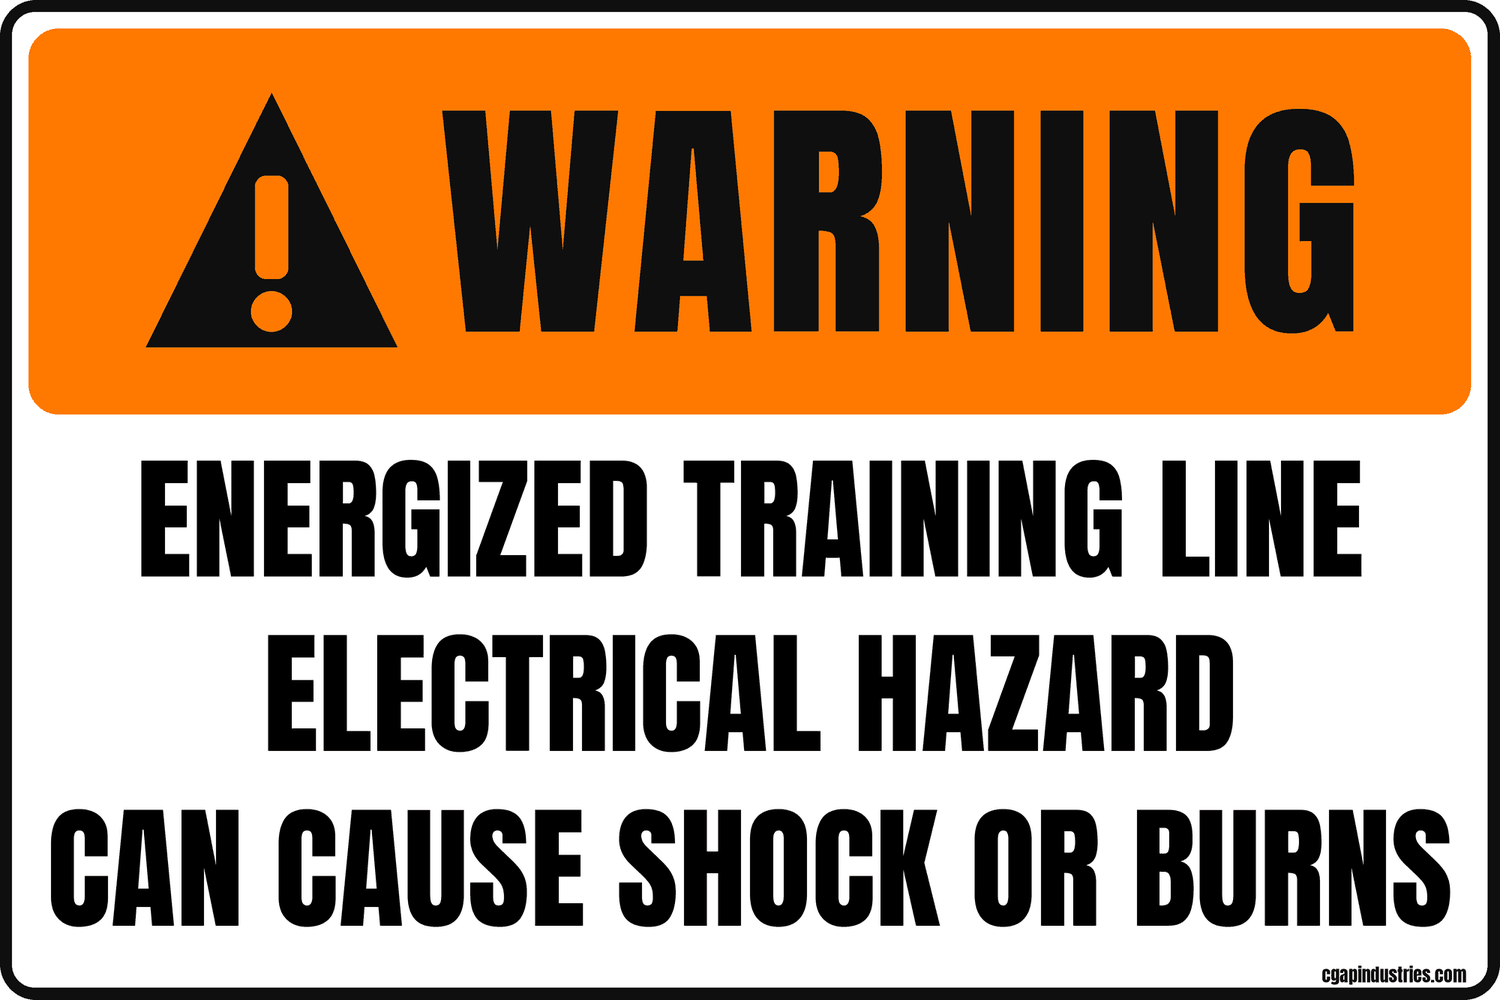 WARNING
ENERGIZED TRAINING LINE
ELECTRICAL HAZARD
CAN CAUSE SHOCK OR BURNS
cgapindustries.com